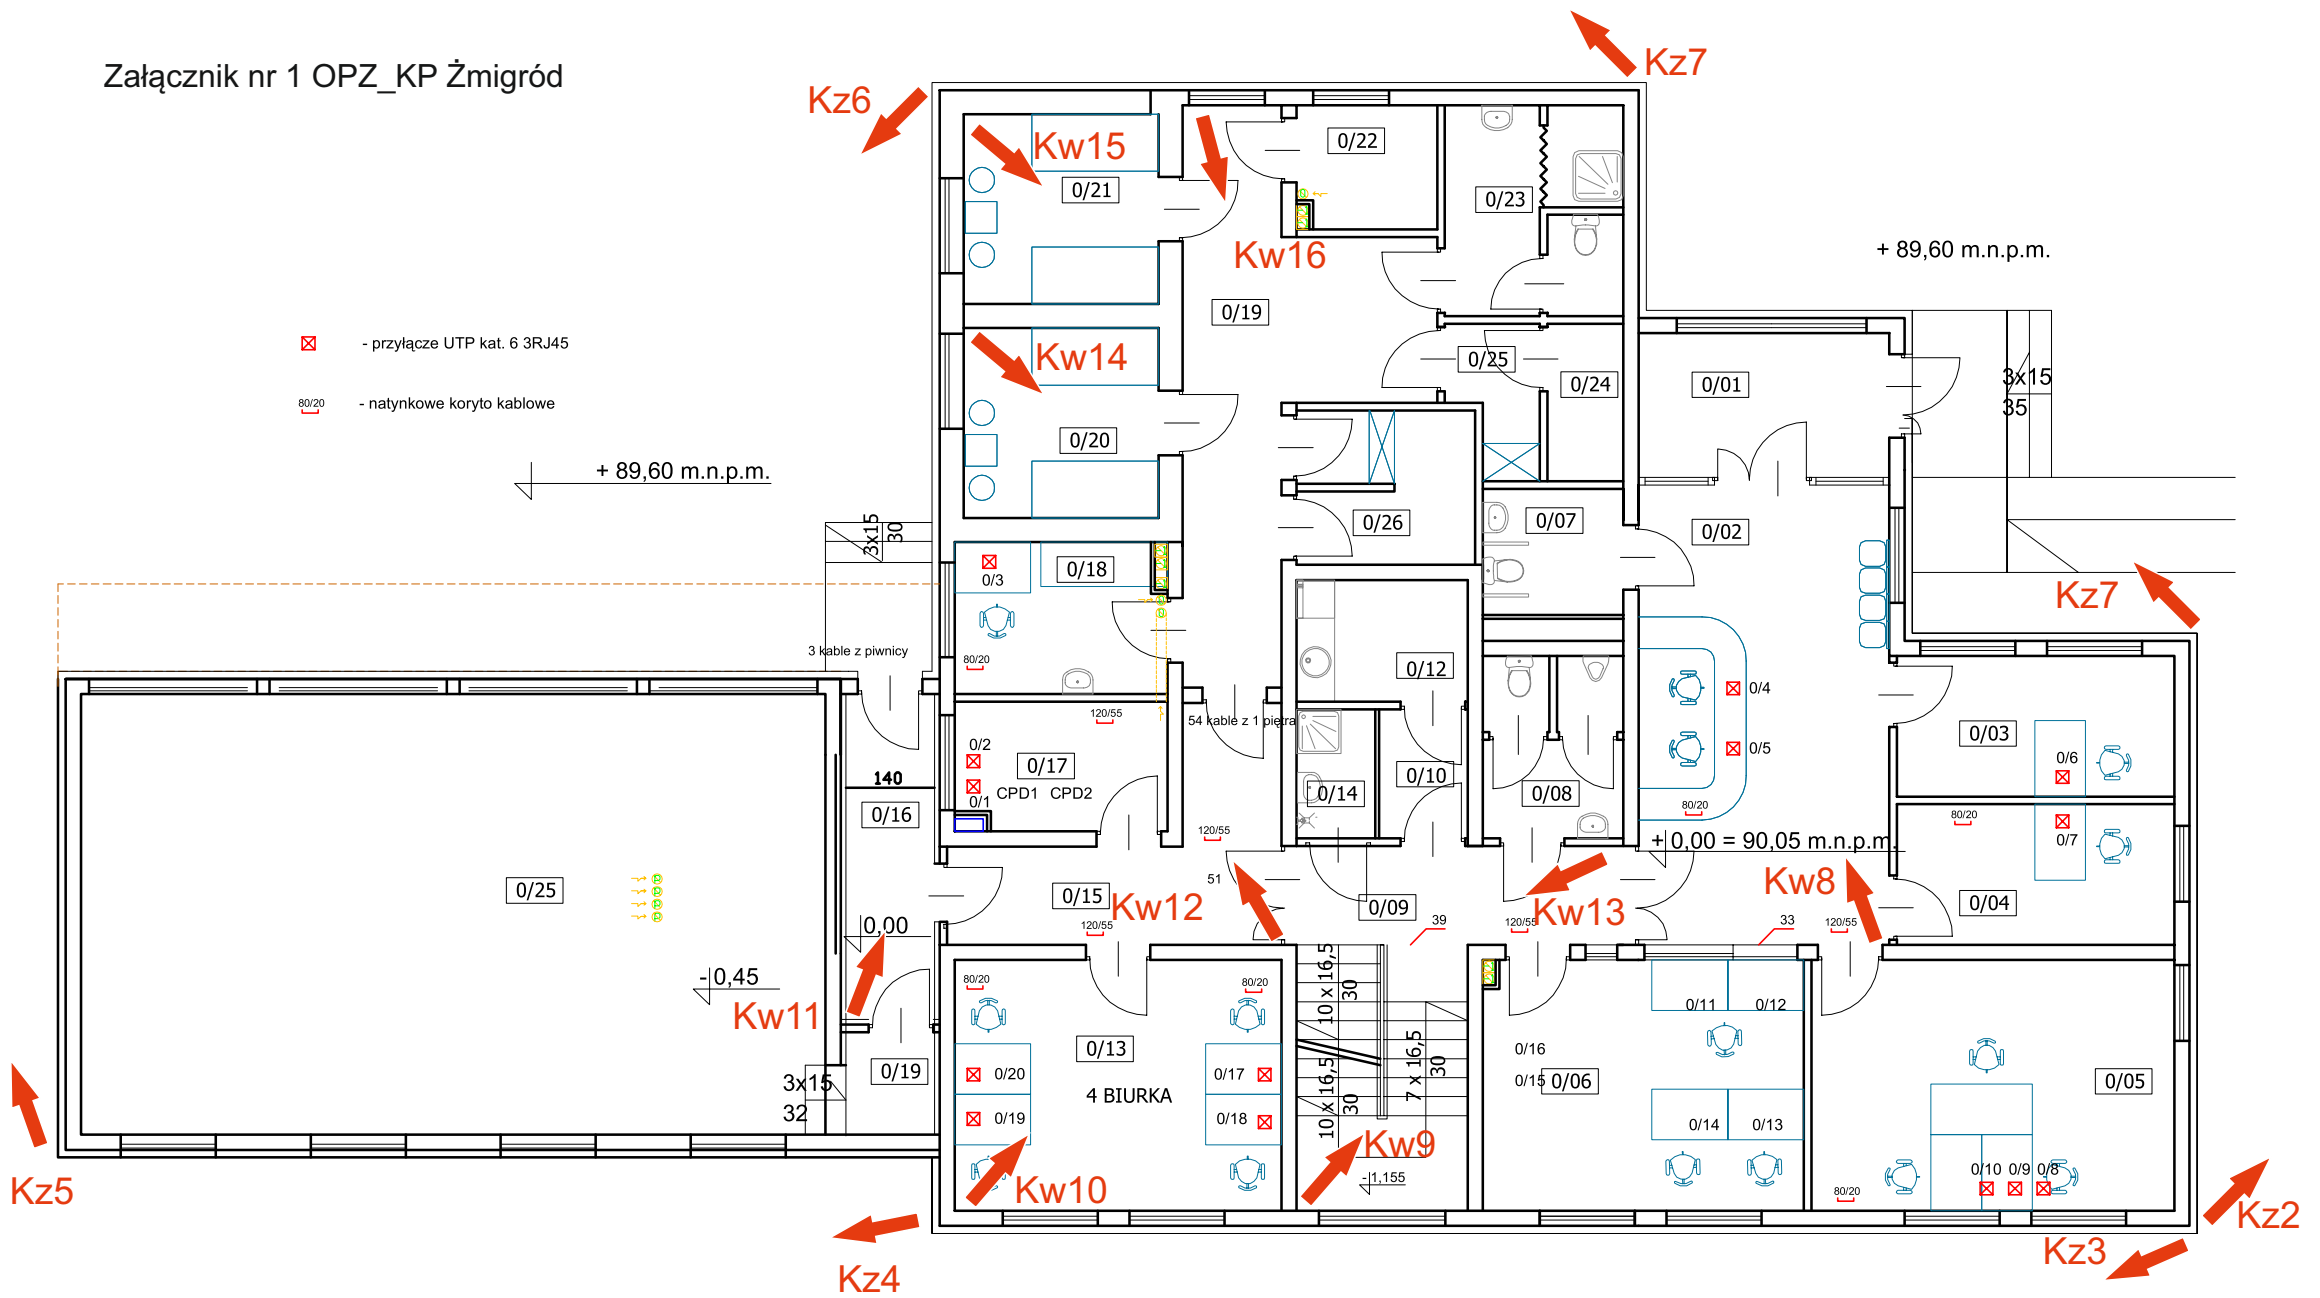 Załącznik nr 1 OPZ_KP Żmigród
Kz7
Kz6
Kw15
0/21
0/22
0/23
Kw16
+ 89,60 m.n.p.m.
0/19
- przyłącze UTP kat. 6 3RJ45
Kw14
0/25
0/24
0/01
3x15
35
80/20
- natynkowe koryto kablowe
0/20
+ 89,60 m.n.p.m.
3x15
30
0/26
0/07
0/02
0/3
0/18
Kz7
3 kable z piwnicy
80/20
0/12
0/4
120/55
54 kable z 1 piętra
0/03
0/2
0/17
0/5
0/6
140
0/1
CPD1 CPD2
0/10
0/14
0/08
80/20
0/16
120/55
80/20
0/7
+ 0,00 = 90,05 m.n.p.m.
0/25
51
0/15
Kw12
0/09
Kw8
0/04
Kw13
39
120/55
33
120/55
120/55
0,00
-0,45
80/20
80/20
10 x 16,5
30
Kw11
0/11
0/12
0/13
0/16
7 x 16,5
30
0/19
0/20
0/17
0/15
0/06
0/05
3x15
32
4 BIURKA
10 x 16,5
30
0/19
0/18
0/14
0/13
Kw9
Kz5
Kw10
-1,155
0/10
0/9
0/8
80/20
Kz2
Kz3
Kz4